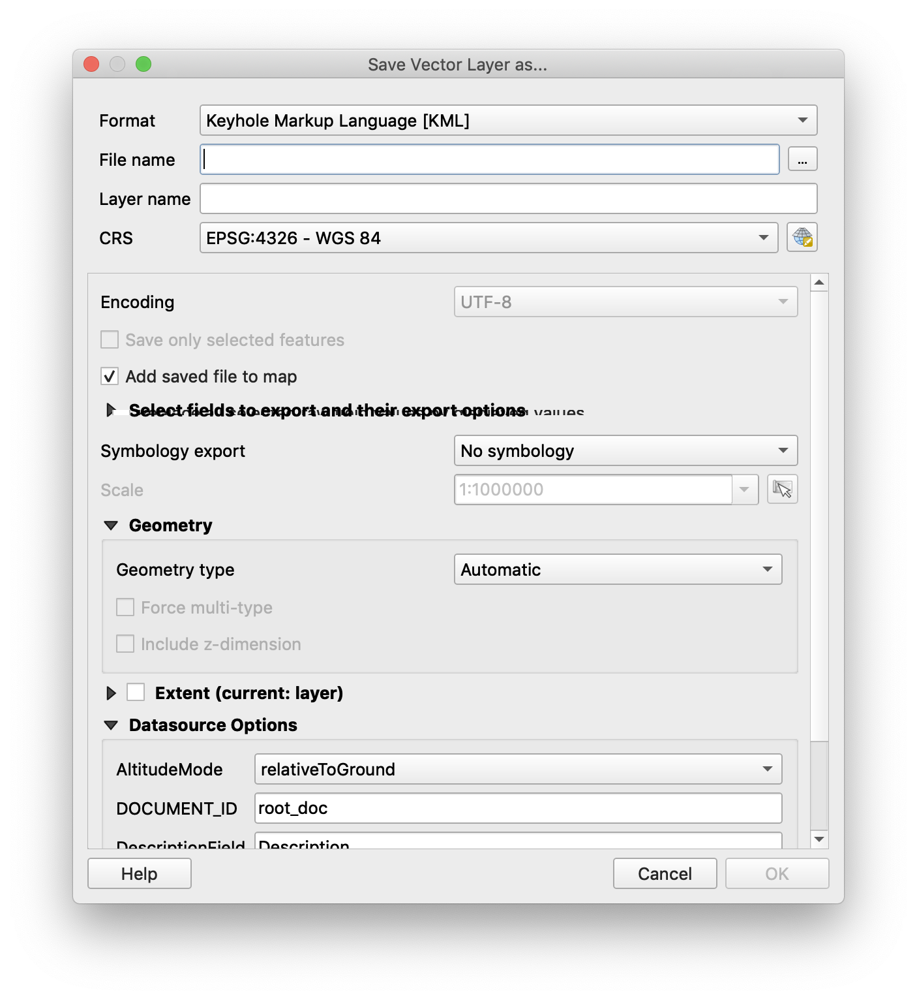 Save Vector Layer as...
Format Keyhole Markup Language [KML]
File name ...
Layer name
CRS EPSG:4326 - WGS 84
Encoding UTF-8
Save only selected features
Add saved file to map
Select fields to export and their export options
values
Symbology export No symbology
Scale 1:1000000
Geometry
Geometry type Automatic
Force multi-type
Include z-dimension
Extent (current: layer)
Datasource Options
AltitudeMode relativeToGround
DOCUMENT_ID root_doc
DescriptionField Description
Help Cancel OK